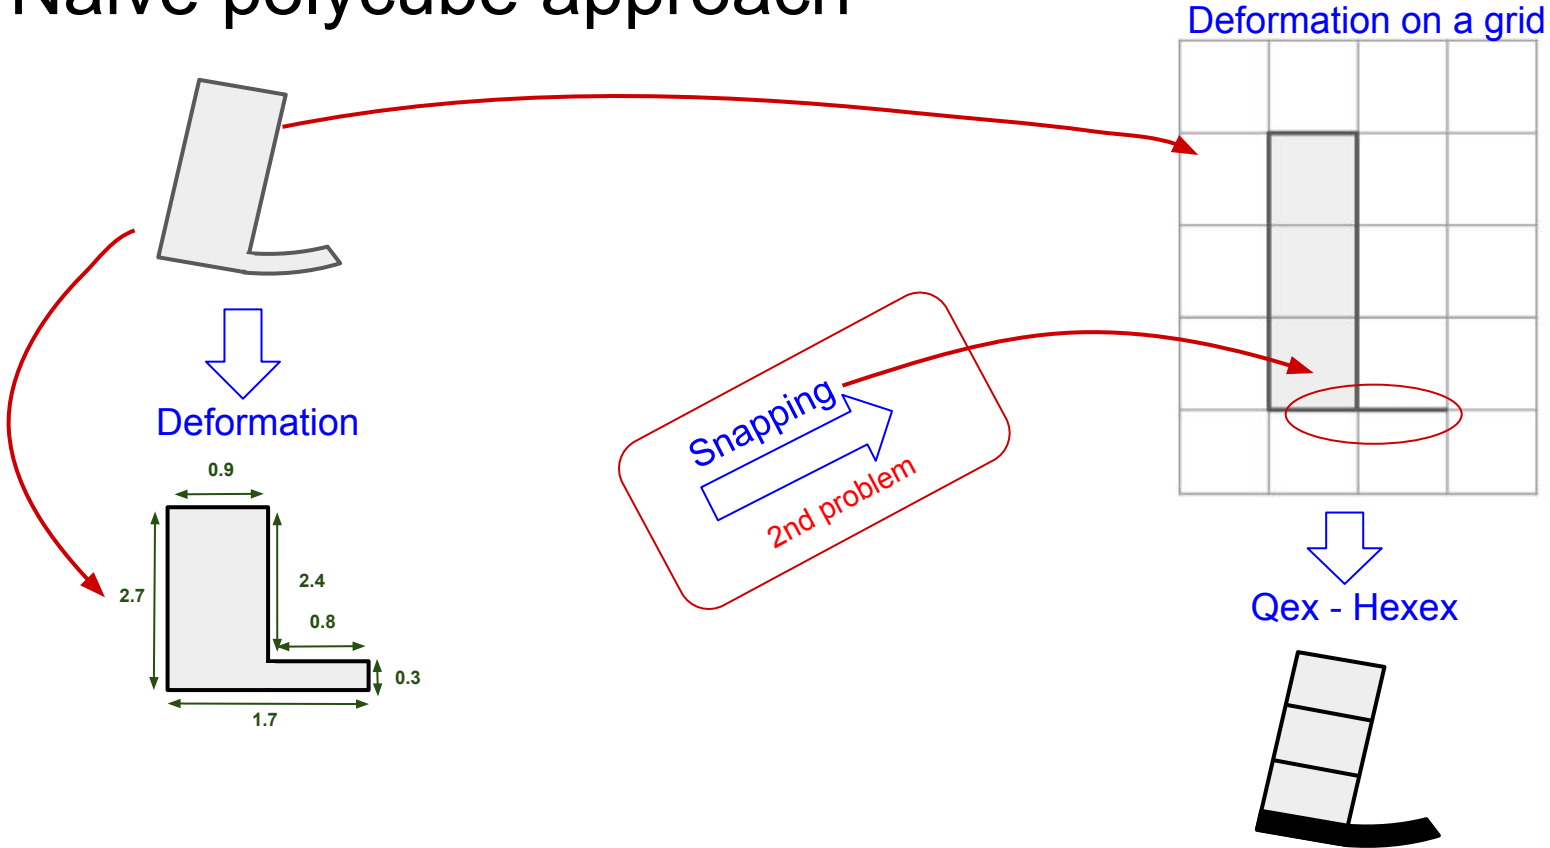 Naive polycube approach
Deformation on a grid
Deformation
Snapping
2nd problem
0.9
2.7
2.4
0.8
0.3
1.7
Qex - Hexex